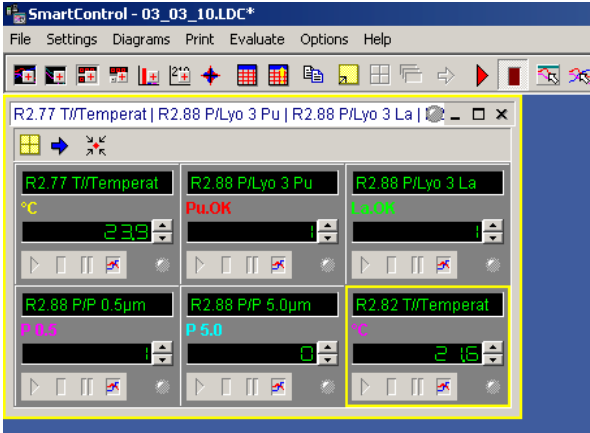 SmartControl - 03_03_10.LDC*
File Settings Diagrams Print Evaluate Options Help
R2.77 T//Temperat | R2.88 P/Lyo 3 Pu | R2.88 P/Lyo 3 La |
R2.77 T//Temperat R2.88 P/Lyo 3 Pu R2.88 P/Lyo 3 La
°C Pu.OK La.OK
23.9 1 1
R2.88 P/P 0.5µm R2.88 P/P 5.0µm R2.82 T//Temperat
P 0.5 P 5.0 °C
1 0 21.6